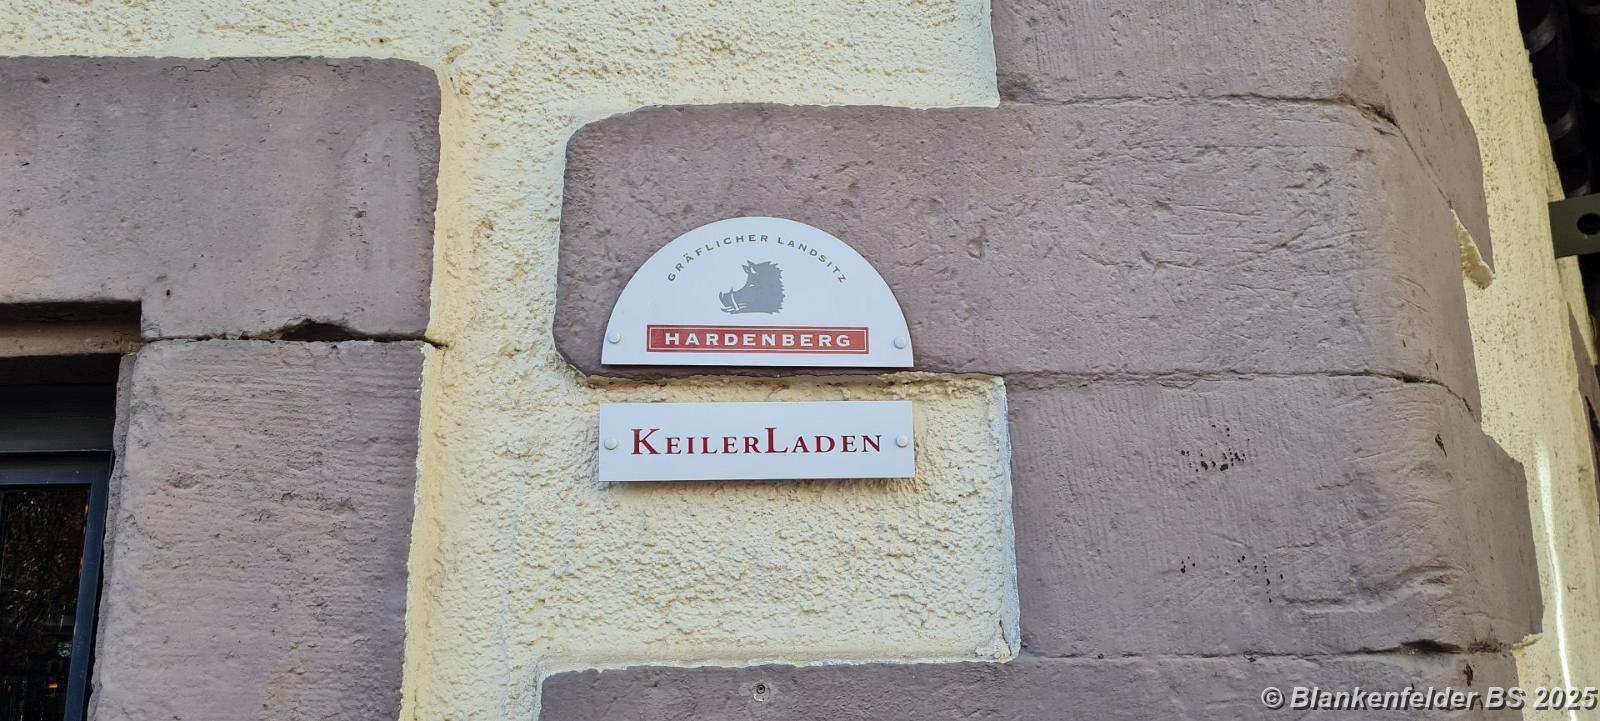 GRÄFLICHER LANDSITZ
HARDENBERG
KEILERLADEN
© Blankenfelder BS 2025